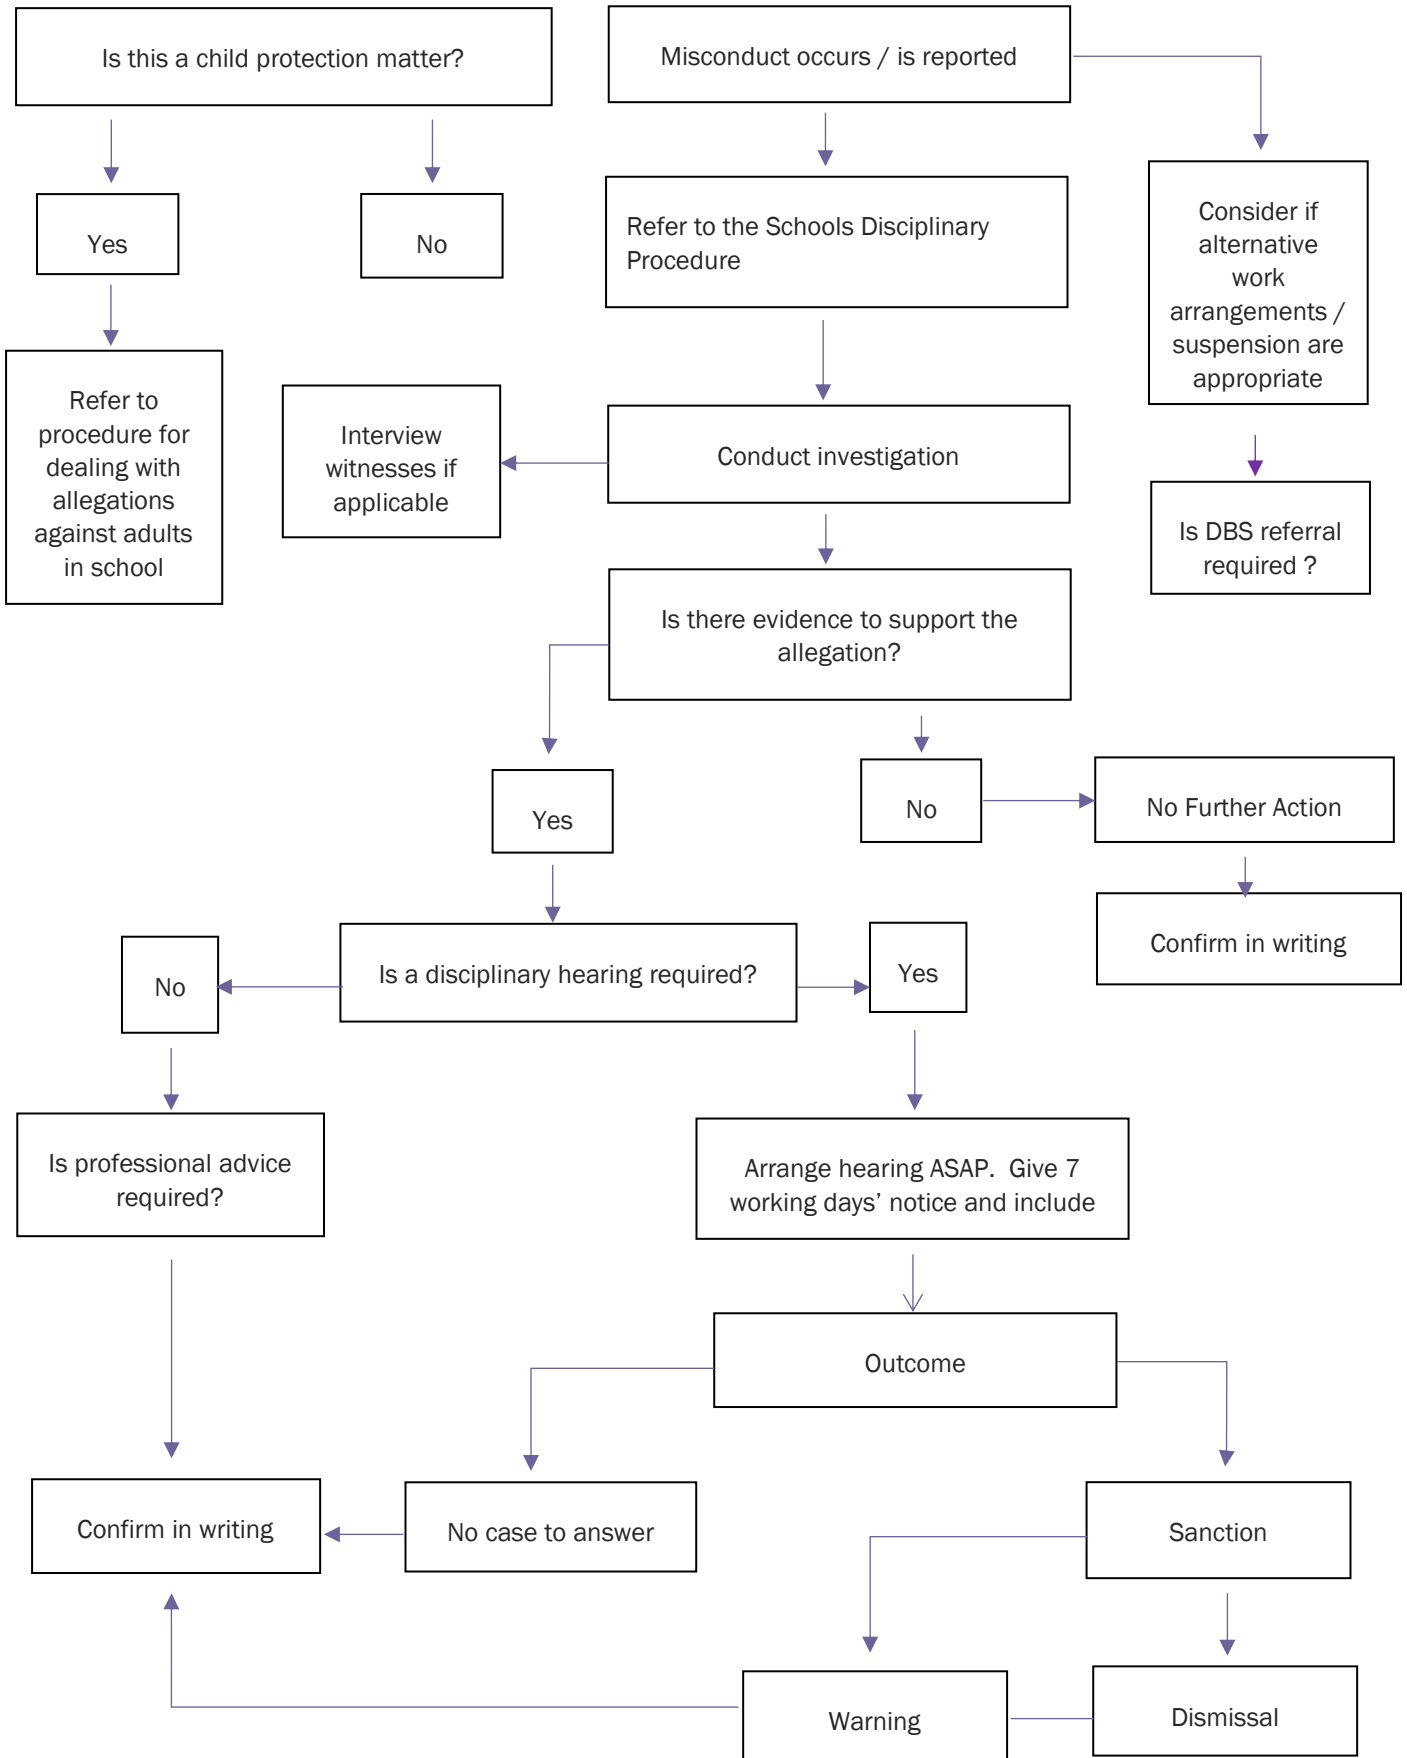 Is this a child protection matter?
Misconduct occurs / is reported
Yes
No
Refer to the Schools Disciplinary
Procedure
Consider if
alternative
work
arrangements /
suspension are
appropriate
Refer to
procedure for
dealing with
allegations
against adults
in school
Interview
witnesses if
applicable
Conduct investigation
Is DBS referral
required ?
Is there evidence to support the
allegation?
Yes
No
No Further Action
Confirm in writing
No
Is a disciplinary hearing required?
Yes
Is professional advice
required?
Arrange hearing ASAP.  Give 7
working days’ notice and include
Outcome
Confirm in writing
No case to answer
Sanction
Warning
Dismissal